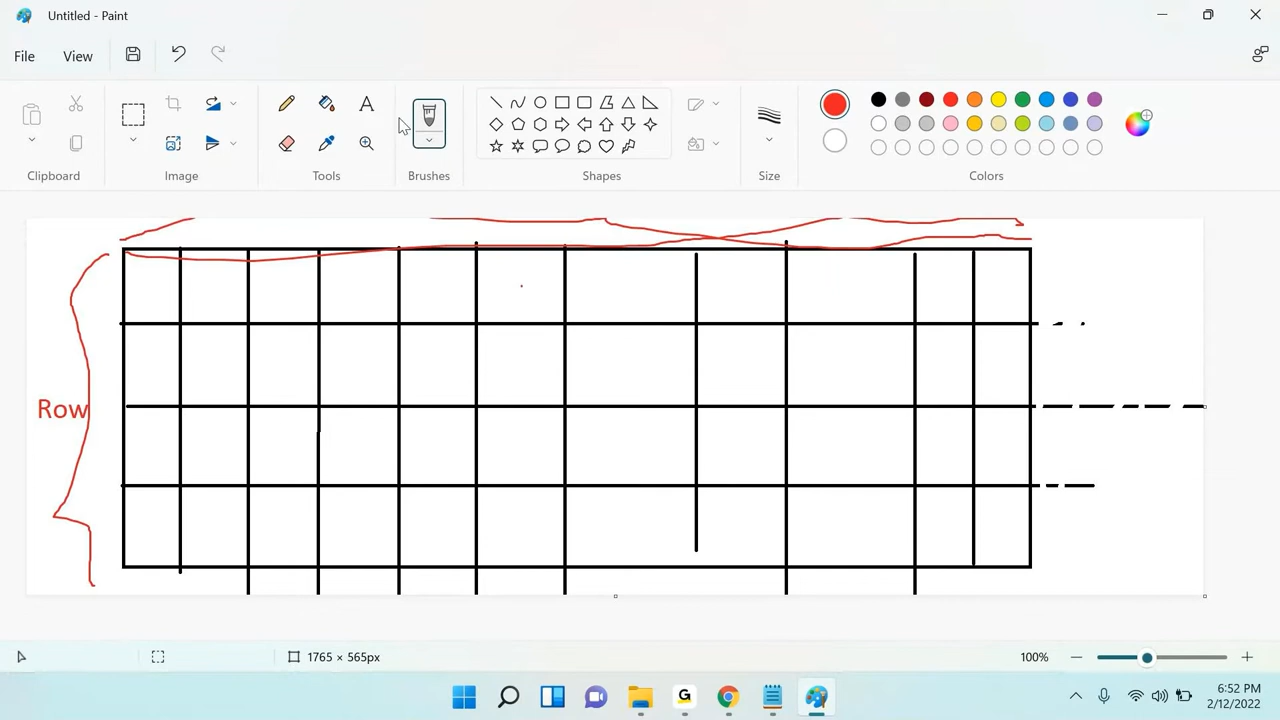 Untitled - Paint
File View
Clipboard
Image
Tools
Brushes
Shapes
Size
Colors
Row
1765 × 565px
100%
G
6:52 PM
2/12/2022